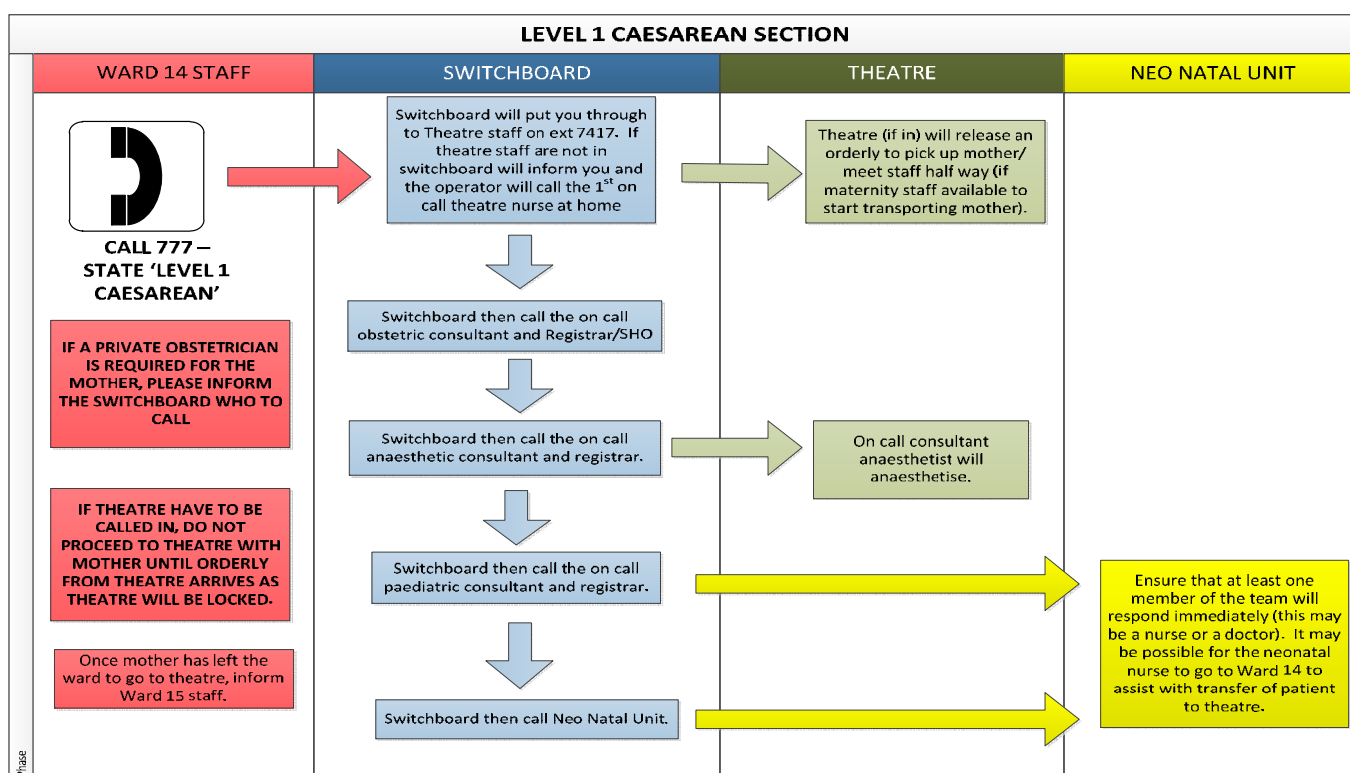 LEVEL 1 CAESAREAN SECTION
WARD 14 STAFF
SWITCHBOARD
THEATRE
NEO NATAL UNIT
CALL 777 –
STATE ‘LEVEL 1
CAESAREAN’
IF A PRIVATE OBSTETRICIAN
IS REQUIRED FOR THE
MOTHER, PLEASE INFORM
THE SWITCHBOARD WHO TO
CALL
IF THEATRE HAVE TO BE
CALLED IN, DO NOT
PROCEED TO THEATRE WITH
MOTHER UNTIL ORDERLY
FROM THEATRE ARRIVES AS
THEATRE WILL BE LOCKED.
Once mother has left the
ward to go to theatre, inform
Ward 15 staff.
Switchboard will put you through
to Theatre staff on ext 7417. If
theatre staff are not in
switchboard will inform you and
the operator will call the 1st on
call theatre nurse at home
Switchboard then call the on call
obstetric consultant and Registrar/SHO
Switchboard then call the on call
anaesthetic consultant and registrar.
Switchboard then call the on call
paediatric consultant and registrar.
Switchboard then call Neo Natal Unit.
Theatre (if in) will release an
orderly to pick up mother/
meet staff half way (if
maternity staff available to
start transporting mother).
On call consultant
anaesthetist will
anaesthetise.
Ensure that at least one
member of the team will
respond immediately (this may
be a nurse or a doctor). It may
be possible for the neonatal
nurse to go to Ward 14 to
assist with transfer of patient
to theatre.
Phase